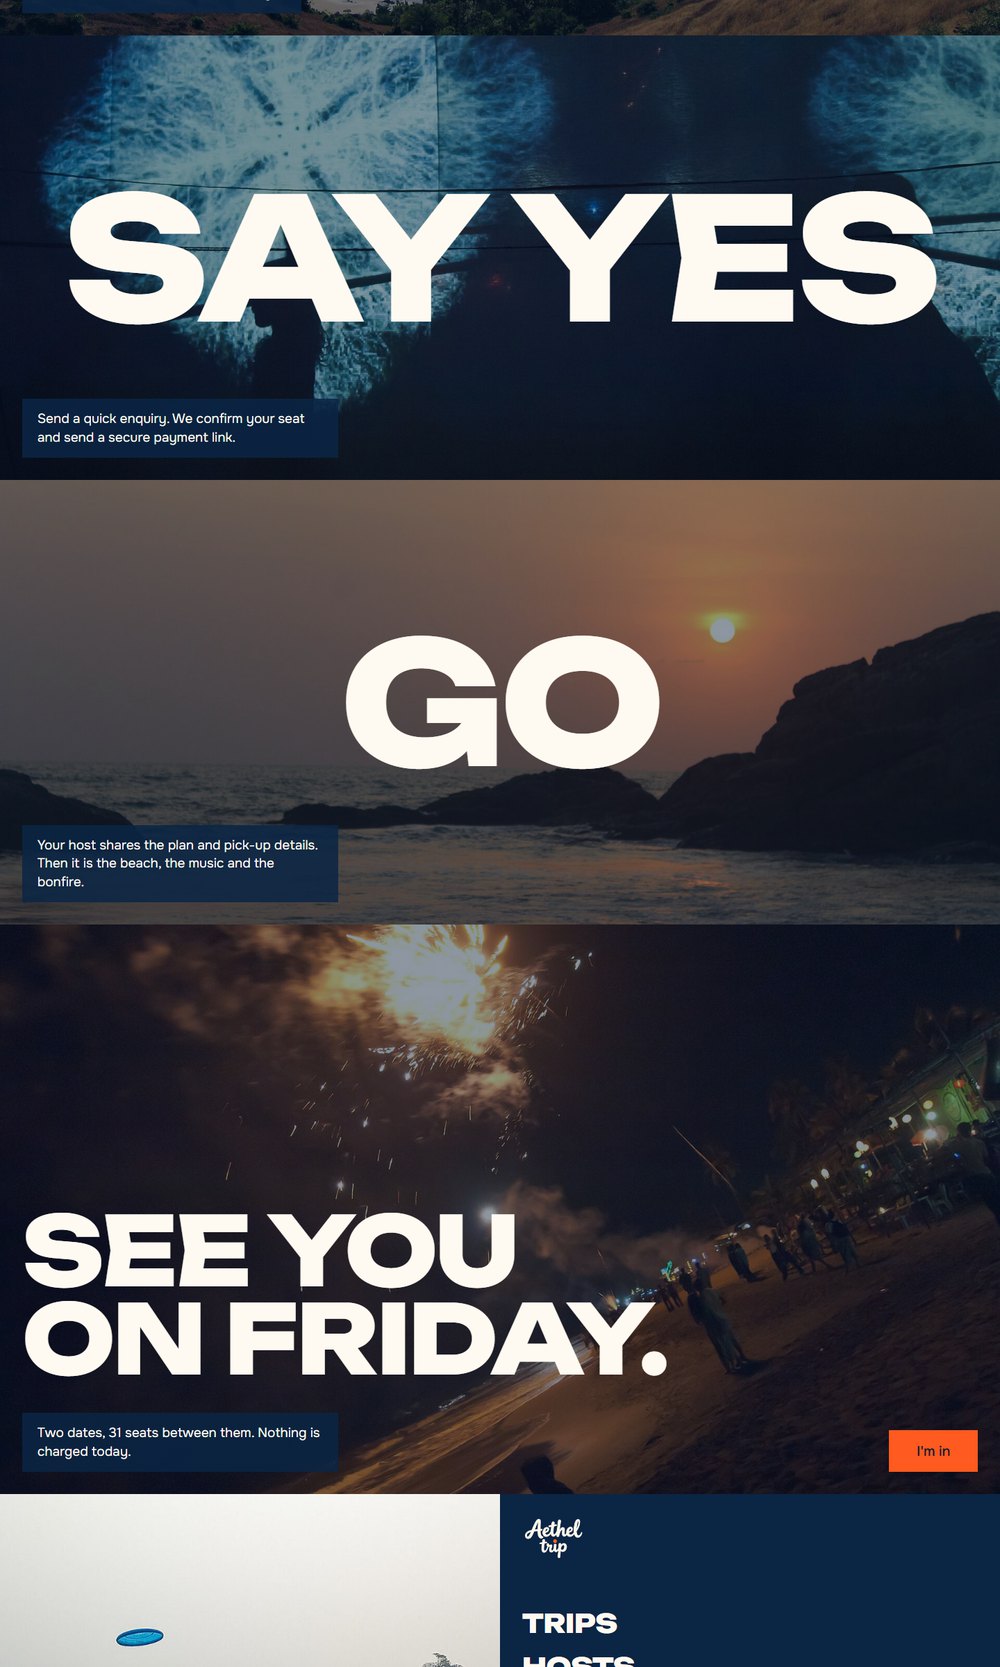 SAY YES
Send a quick enquiry. We confirm your seat
and send a secure payment link.
GO
Your host shares the plan and pick-up details.
Then it is the beach, the music and the
bonfire.
SEE YOU
ON FRIDAY.
Two dates, 31 seats between them. Nothing is
charged today.
I'm in
Aethel
trip
TRIPS
HOSTS